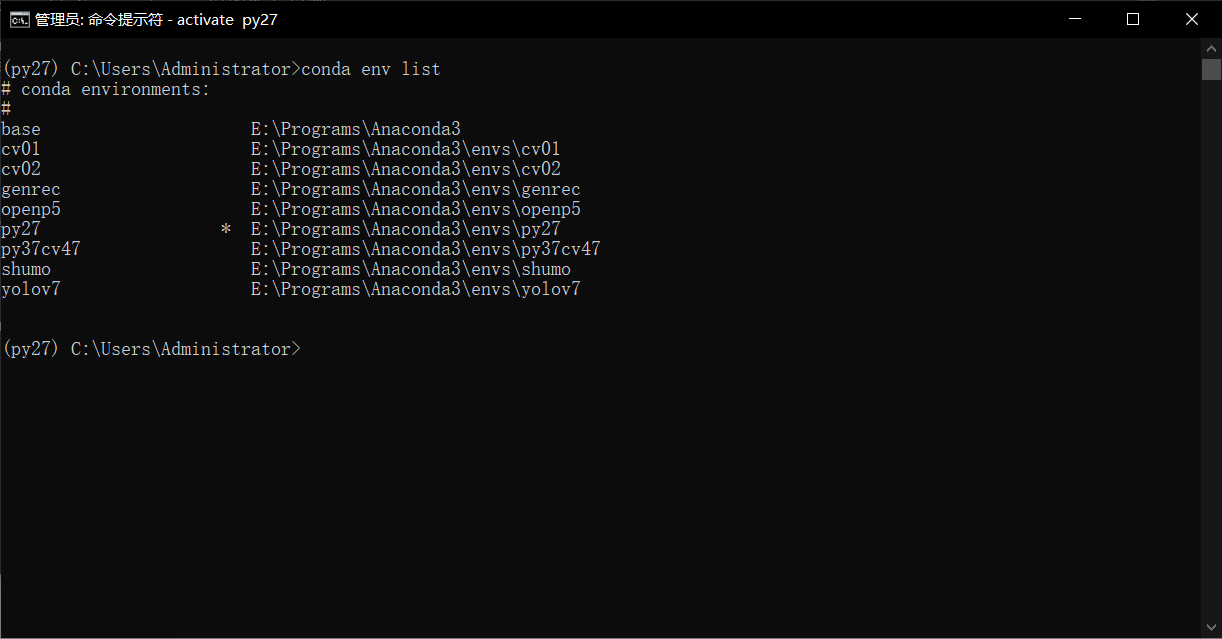 管理员: 命令提示符 - activate  py27
(py27) C:\Users\Administrator>conda env list
# conda environments:
#
base                     E:\Programs\Anaconda3
cv01                     E:\Programs\Anaconda3\envs\cv01
cv02                     E:\Programs\Anaconda3\envs\cv02
genrec                   E:\Programs\Anaconda3\envs\genrec
openp5                   E:\Programs\Anaconda3\envs\openp5
py27                  *  E:\Programs\Anaconda3\envs\py27
py37cv47                 E:\Programs\Anaconda3\envs\py37cv47
shumo                    E:\Programs\Anaconda3\envs\shumo
yolov7                   E:\Programs\Anaconda3\envs\yolov7
(py27) C:\Users\Administrator>